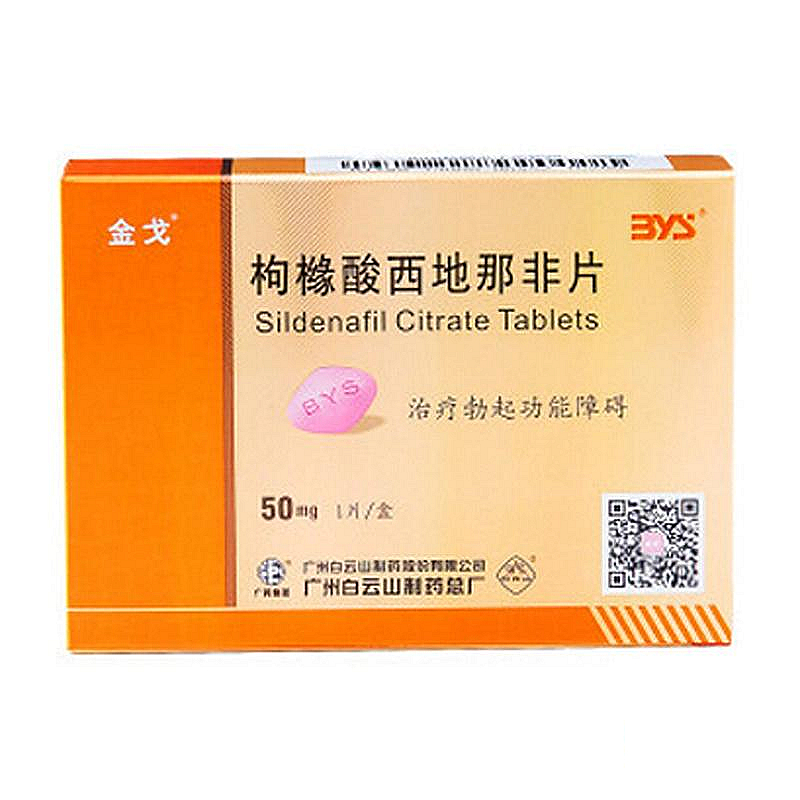 金戈®
BYS®
枸橼酸西地那非片
Sildenafil Citrate Tablets
BYS
治疗勃起功能障碍
50mg 1片/盒
广州白云山制药股份有限公司
广州白云山制药总厂